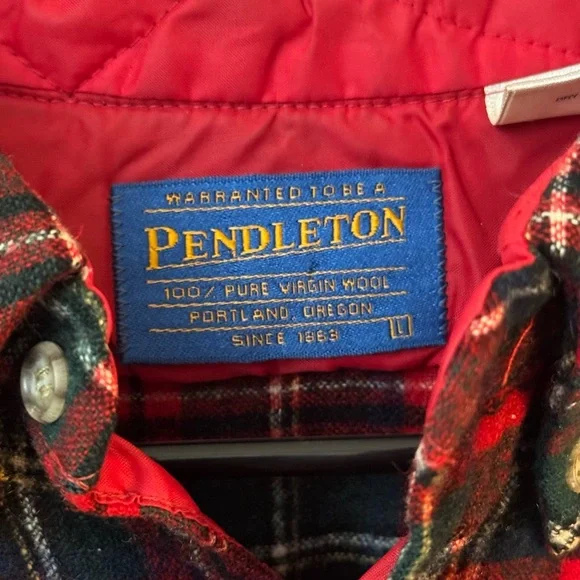 WARRANTED TO BE A
PENDLETON
100% PURE VIRGIN WOOL
PORTLAND, OREGON
SINCE 1863
L